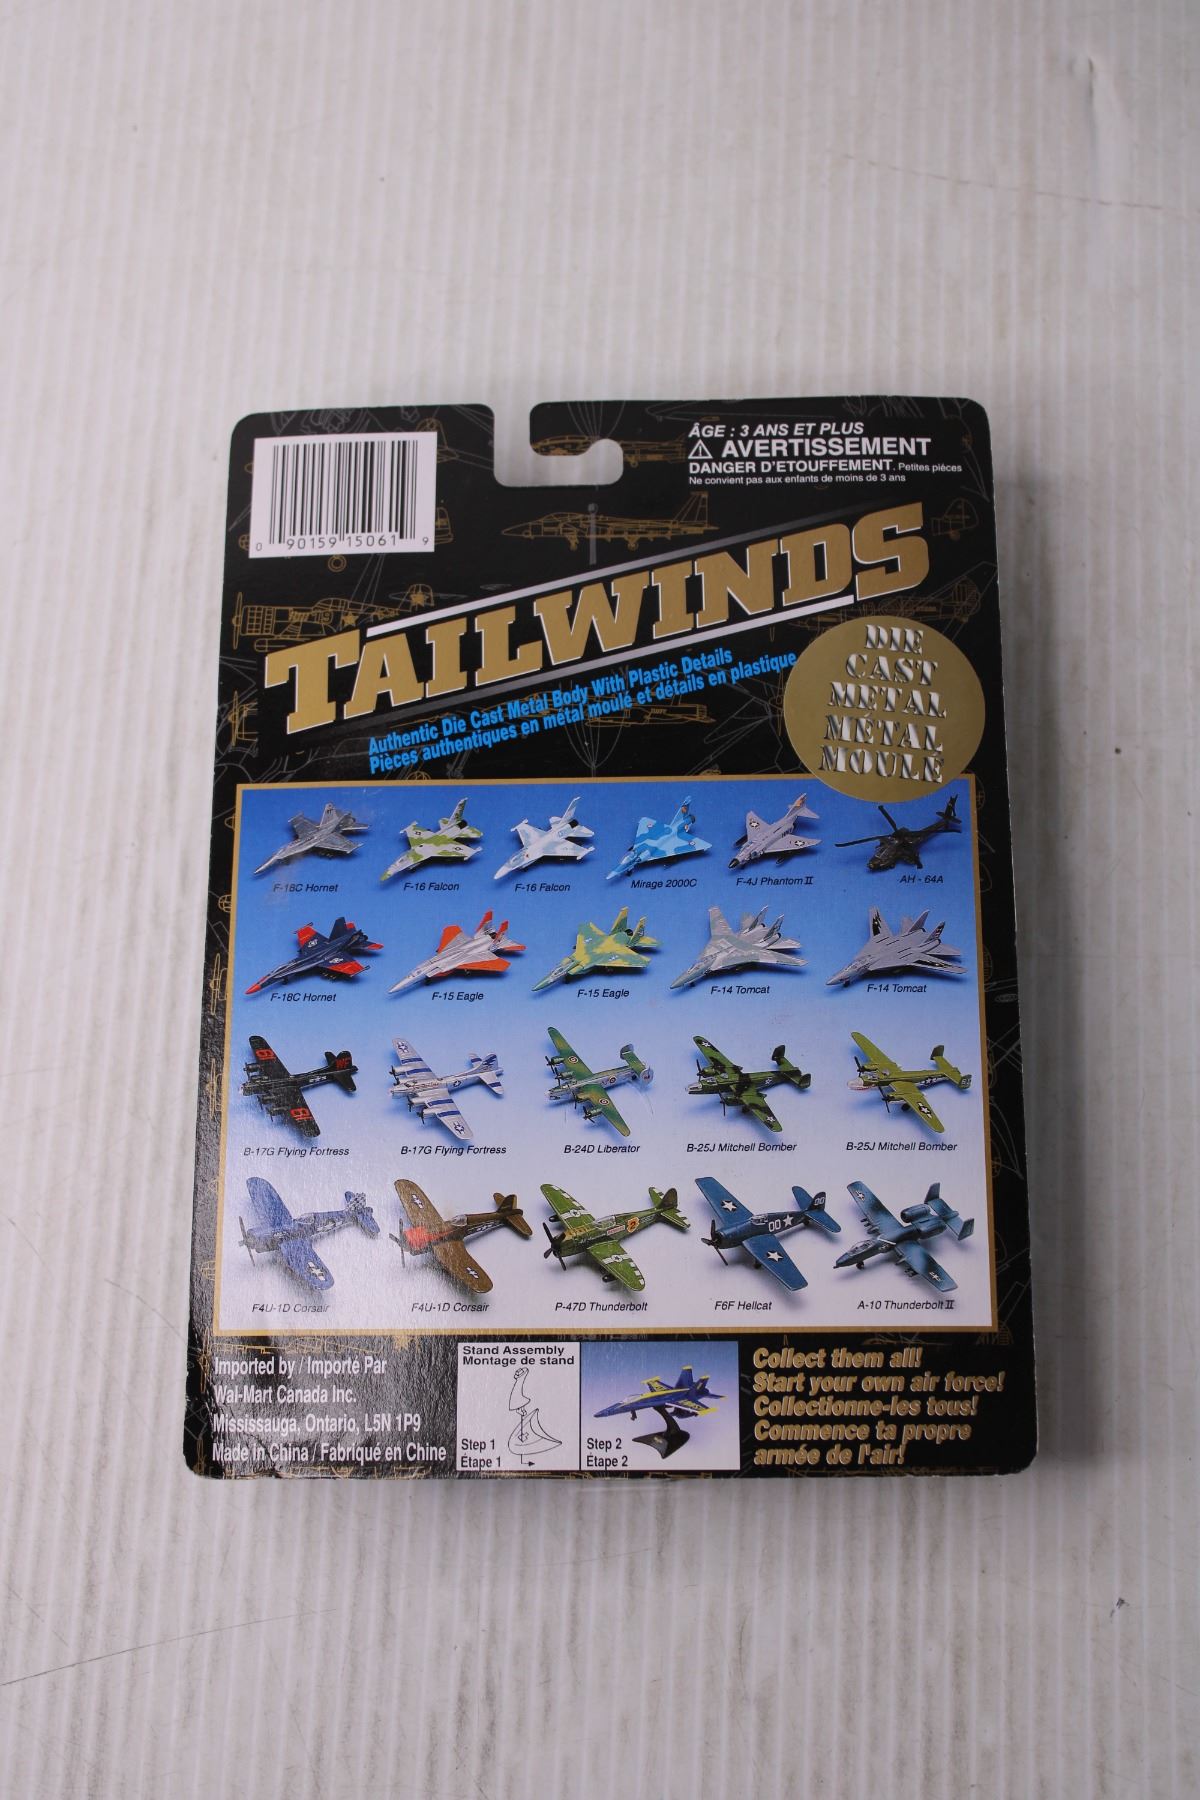 ÂGE : 3 ANS ET PLUS
AVERTISSEMENT
DANGER D'ETOUFFEMENT. Petites pièces
Ne convient pas aux enfants de moins de 3 ans
0 90159 15061 9
TAILWINDS
Authentic Die Cast Metal Body With Plastic Details
Pièces authentiques en métal moulé et détails en plastique
DIE
CAST
METAL
MÉTAL
MOULÉ
F-18C Hornet
F-16 Falcon
F-16 Falcon
Mirage 2000C
F-4J Phantom II
AH - 64A
F-18C Hornet
F-15 Eagle
F-15 Eagle
F-14 Tomcat
F-14 Tomcat
B-17G Flying Fortress
B-17G Flying Fortress
B-24D Liberator
B-25J Mitchell Bomber
B-25J Mitchell Bomber
F4U-1D Corsair
F4U-1D Corsair
P-47D Thunderbolt
F6F Hellcat
A-10 Thunderbolt II
Imported by / Importé Par
Wal-Mart Canada Inc.
Mississauga, Ontario, L5N 1P9
Made in China / Fabriqué en Chine
Stand Assembly
Montage de stand
Step 1
Étape 1
Step 2
Étape 2
Collect them all!
Start your own air force!
Collectionne-les tous!
Commence ta propre
armée de l'air!